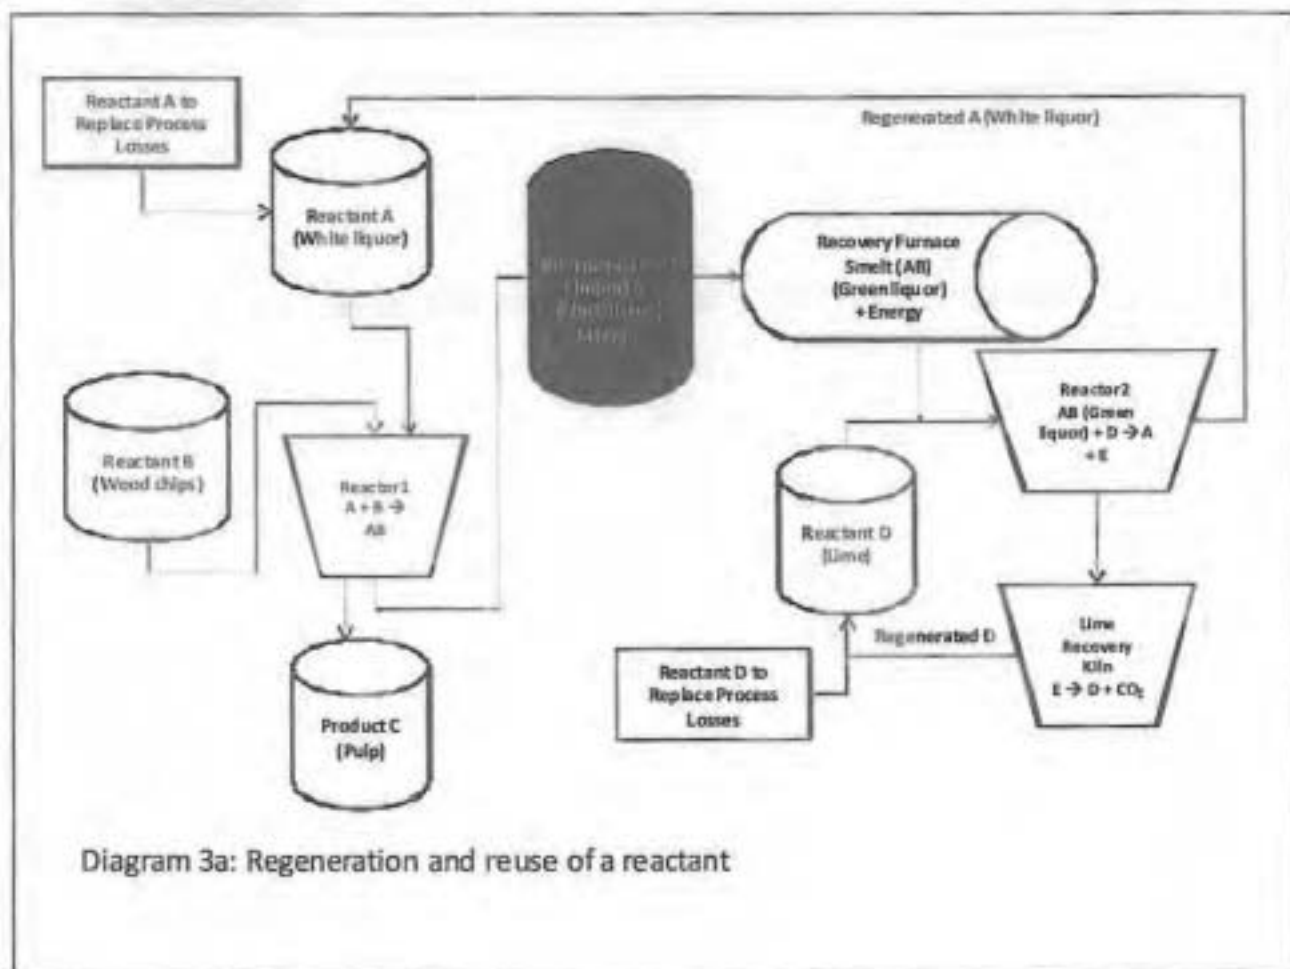 Reactant A to
Replace Process
Losses
Regenerated A (White liquor)
Reactant A
(White liquor)
Recovery Furnace
Smelt (AB)
(Green liquor)
+ Energy
Reactor 2
AB (Green
liquor) + D → A
+ E
Reactant B
(Wood chips)
Reactor 1
A + B →
AB
Reactant D
(Lime)
Lime
Recovery
Kiln
E → D + CO₂
Regenerated D
Reactant D to
Replace Process
Losses
Product C
(Pulp)
Diagram 3a: Regeneration and reuse of a reactant